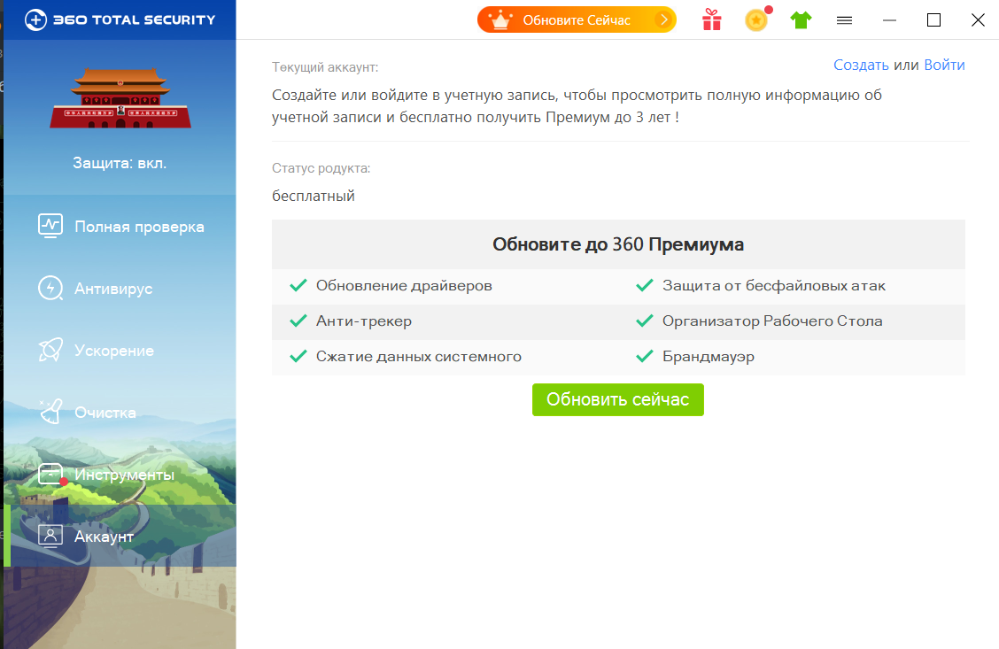 360 TOTAL SECURITY
Обновите Сейчас
Защита: вкл.
Полная проверка
Антивирус
Ускорение
Очистка
Инструменты
Аккаунт
Текущий аккаунт:
Создать или Войти
Создайте или войдите в учетную запись, чтобы просмотрить полную информацию об
учетной записи и бесплатно получить Премиум до 3 лет !
Статус родукта:
бесплатный
Обновите до 360 Премиума
Обновление драйверов
Защита от бесфайловых атак
Анти-трекер
Организатор Рабочего Стола
Сжатие данных системного
Брандмауэр
Обновить сейчас